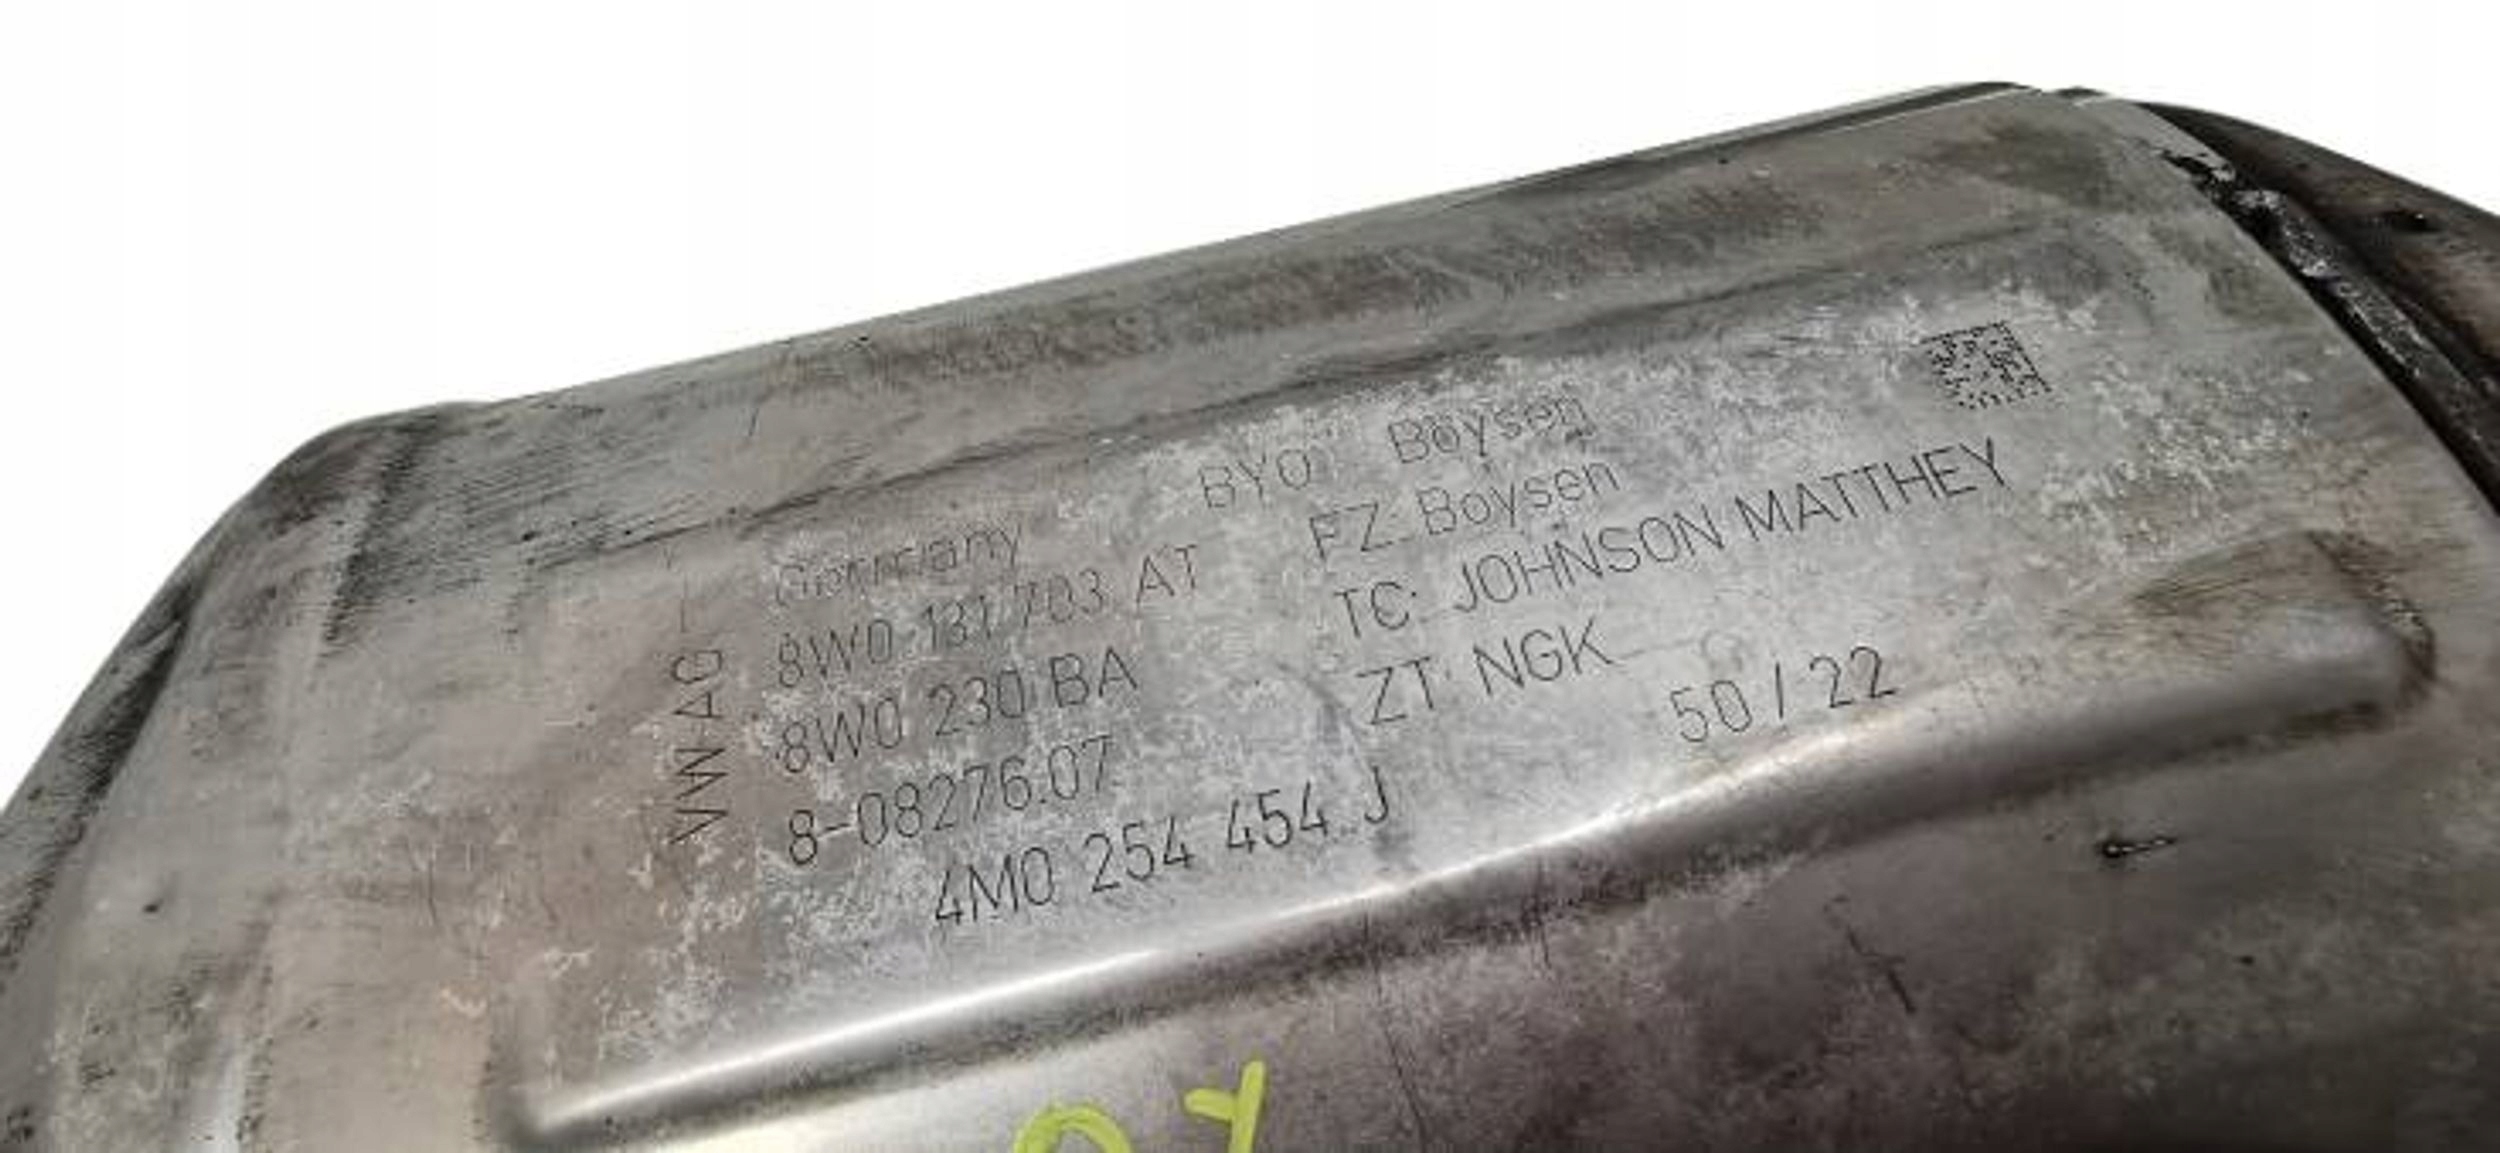 BYO Boysen
FZ: Boysen
TC: JOHNSON MATTHEY
ZT: NGK
50 / 22
VW AG
Germany
8W0 131 703 AT
8W0 230 BA
8-08276.07
4M0 254 454 J